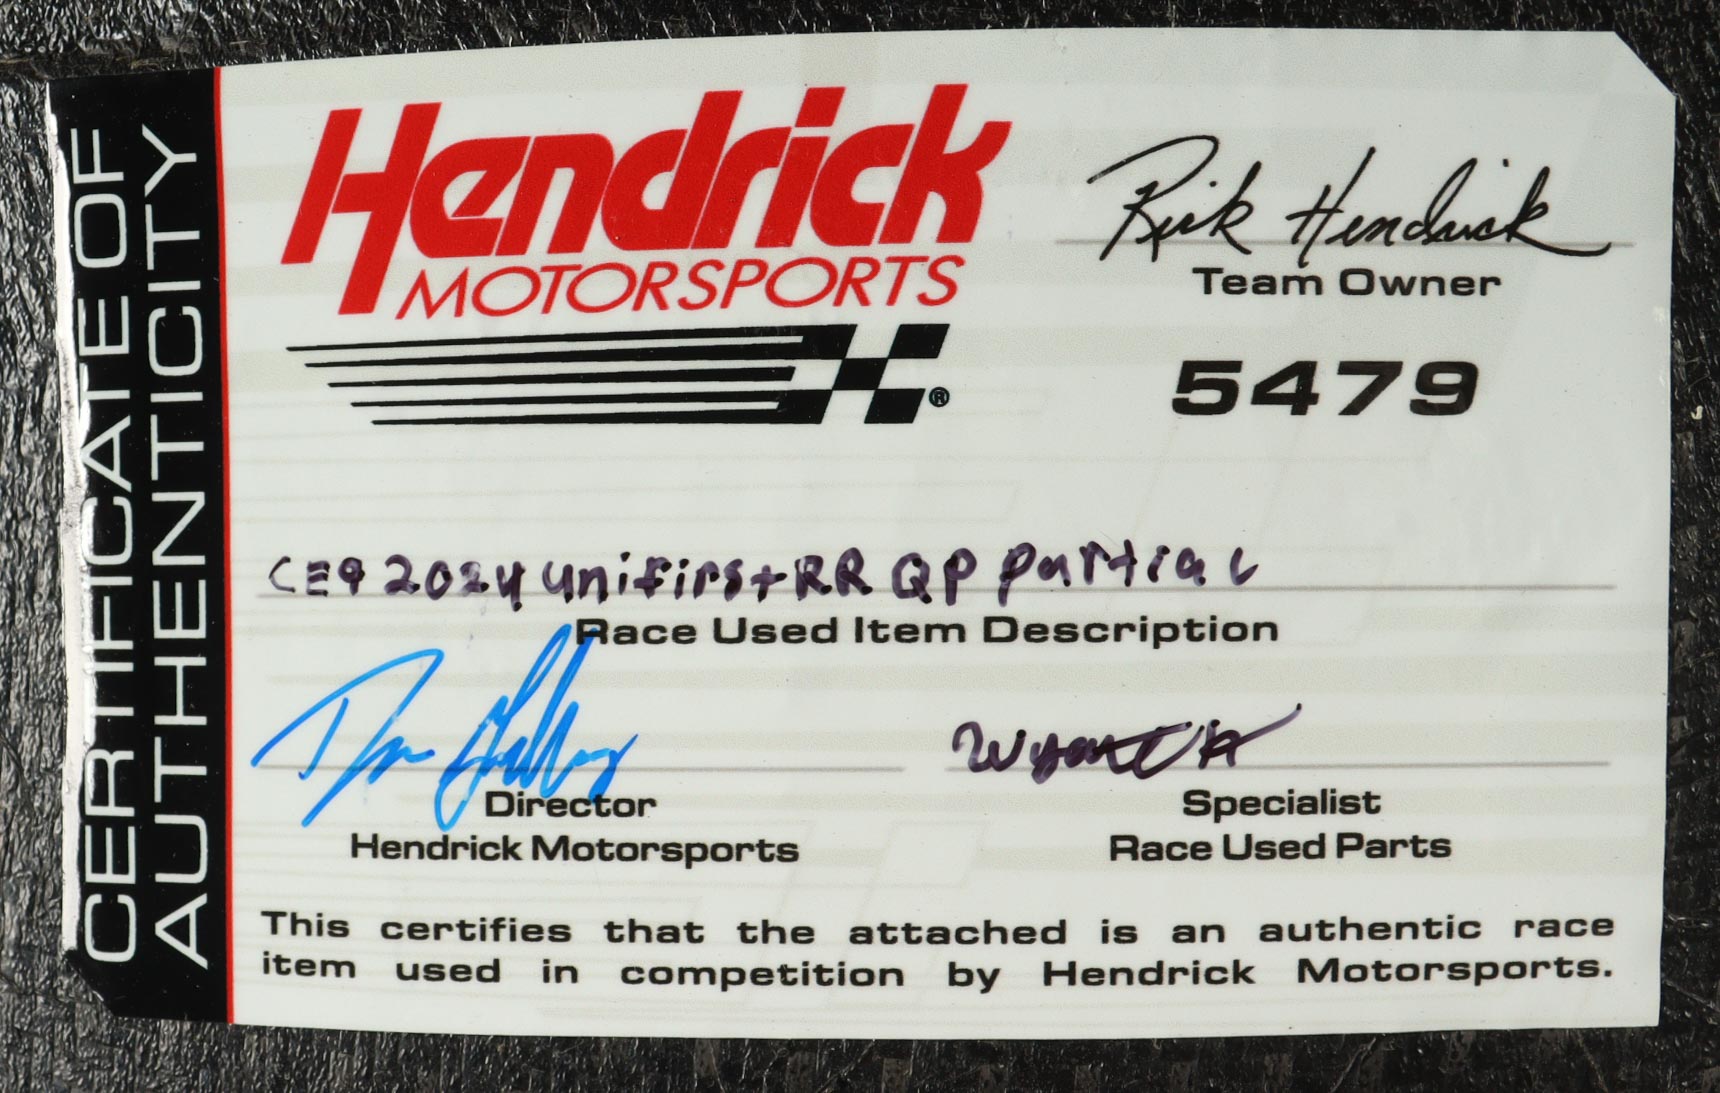 CERTIFICATE OF
AUTHENTICITY
Hendrick
MOTORSPORTS
®
Rick Hendrick
Team Owner
5479
CE9 2024 unifirst RR QP partial
Race Used Item Description
Director
Hendrick Motorsports
Specialist
Race Used Parts
This certifies that the attached is an authentic race
item used in competition by Hendrick Motorsports.